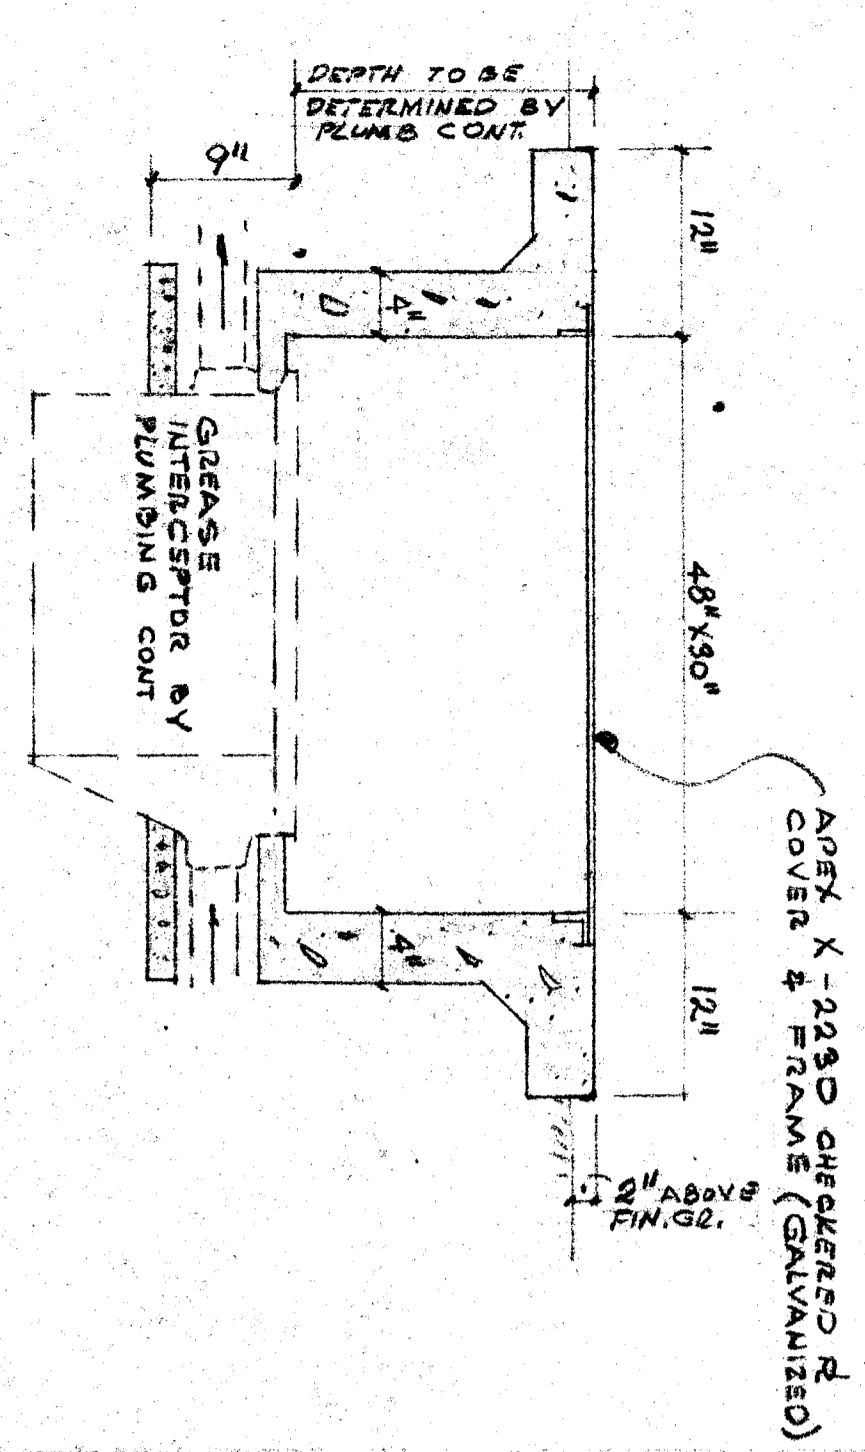 DEPTH TO BE
DETERMINED BY
PLUMB CONT.
9"
12"
4"
48"X30"
GREASE
INTERCEPTOR BY
PLUMBING CONT
APEX X-2230 CHECKERED PL
COVER & FRAME (GALVANIZED)
4"
12"
2" ABOVE
FIN. GR.